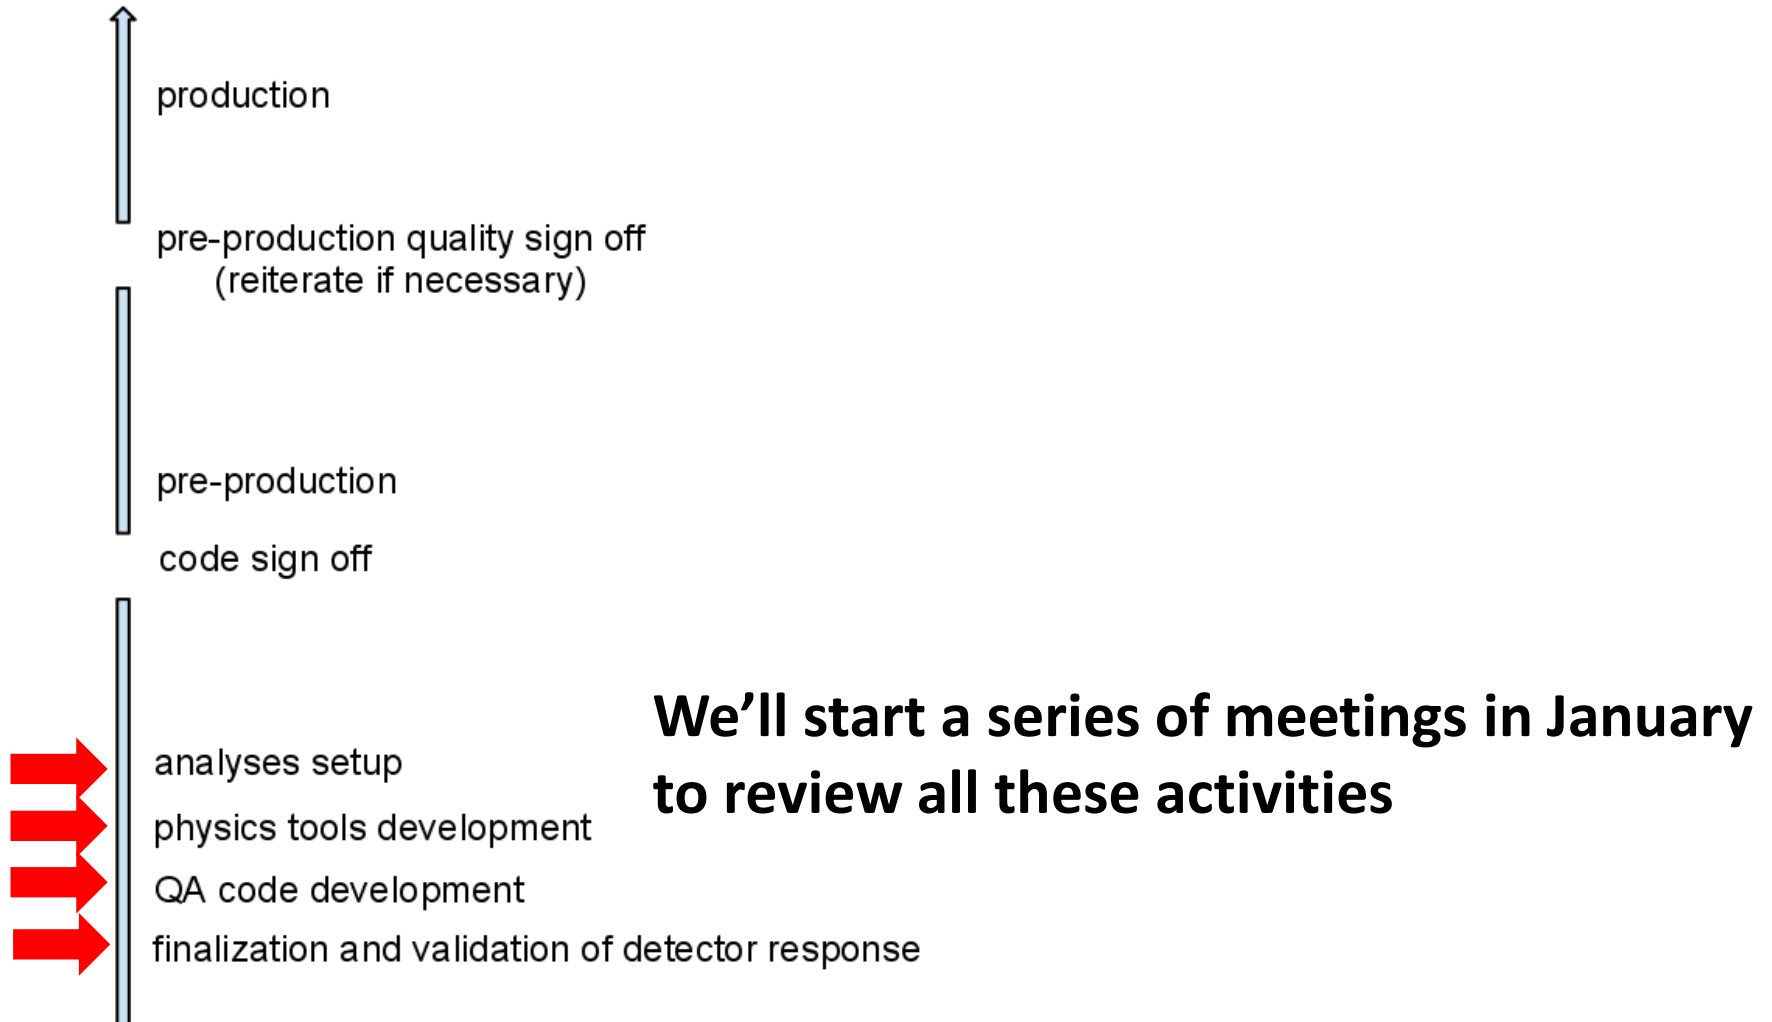 production
pre-production quality sign off
(reiterate if necessary)
pre-production
code sign off
We’ll start a series of meetings in January
to review all these activities
analyses setup
physics tools development
QA code development
finalization and validation of detector response